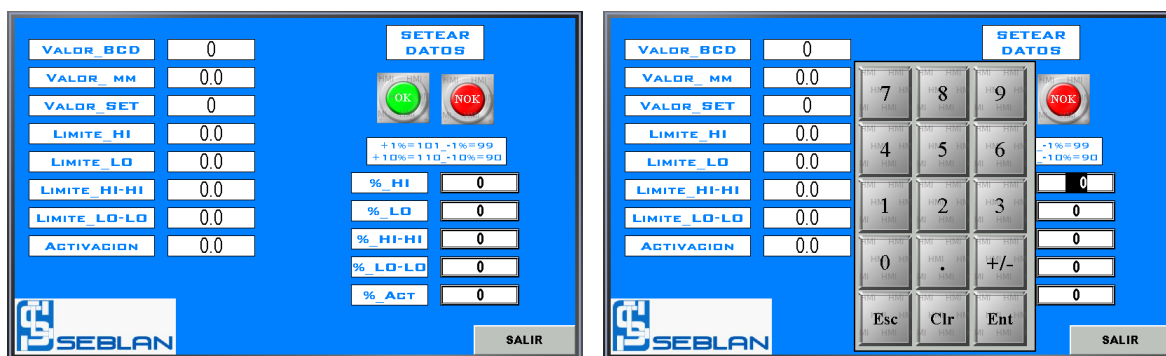 VALOR_BCD 0
VALOR_ MM 0.0
VALOR_SET 0
LIMITE_HI 0.0
LIMITE_LO 0.0
LIMITE_HI-HI 0.0
LIMITE_LO-LO 0.0
ACTIVACION 0.0
SETEAR
DATOS
OK NOK
+1%=101_-1%=99
+10%=110_-10%=90
%_HI 0
%_LO 0
%_HI-HI 0
%_LO-LO 0
%_ACT 0
SEBLAN
SALIR
VALOR_BCD 0
VALOR_ MM 0.0
VALOR_SET 0
LIMITE_HI 0.0
LIMITE_LO 0.0
LIMITE_HI-HI 0.0
LIMITE_LO-LO 0.0
ACTIVACION 0.0
SETEAR
DATOS
NOK
_-1%=99
_-10%=90
0
0
0
0
0
7 8 9
4 5 6
1 2 3
0 . +/-
Esc Clr Ent
SEBLAN
SALIR